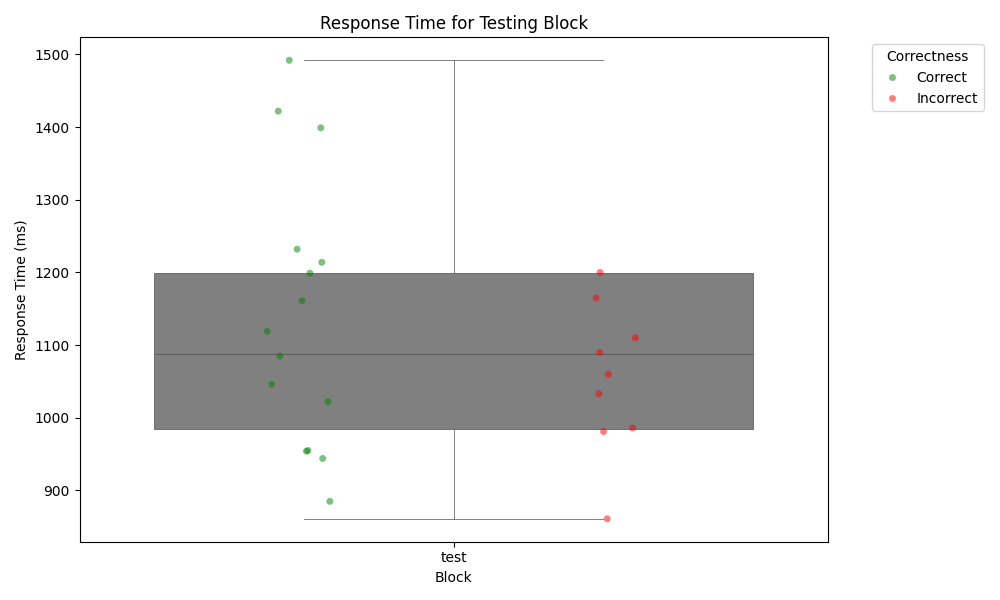 Response Time for Testing Block
Correctness
Correct
Incorrect
Response Time (ms)
1500
1400
1300
1200
1100
1000
900
test
Block